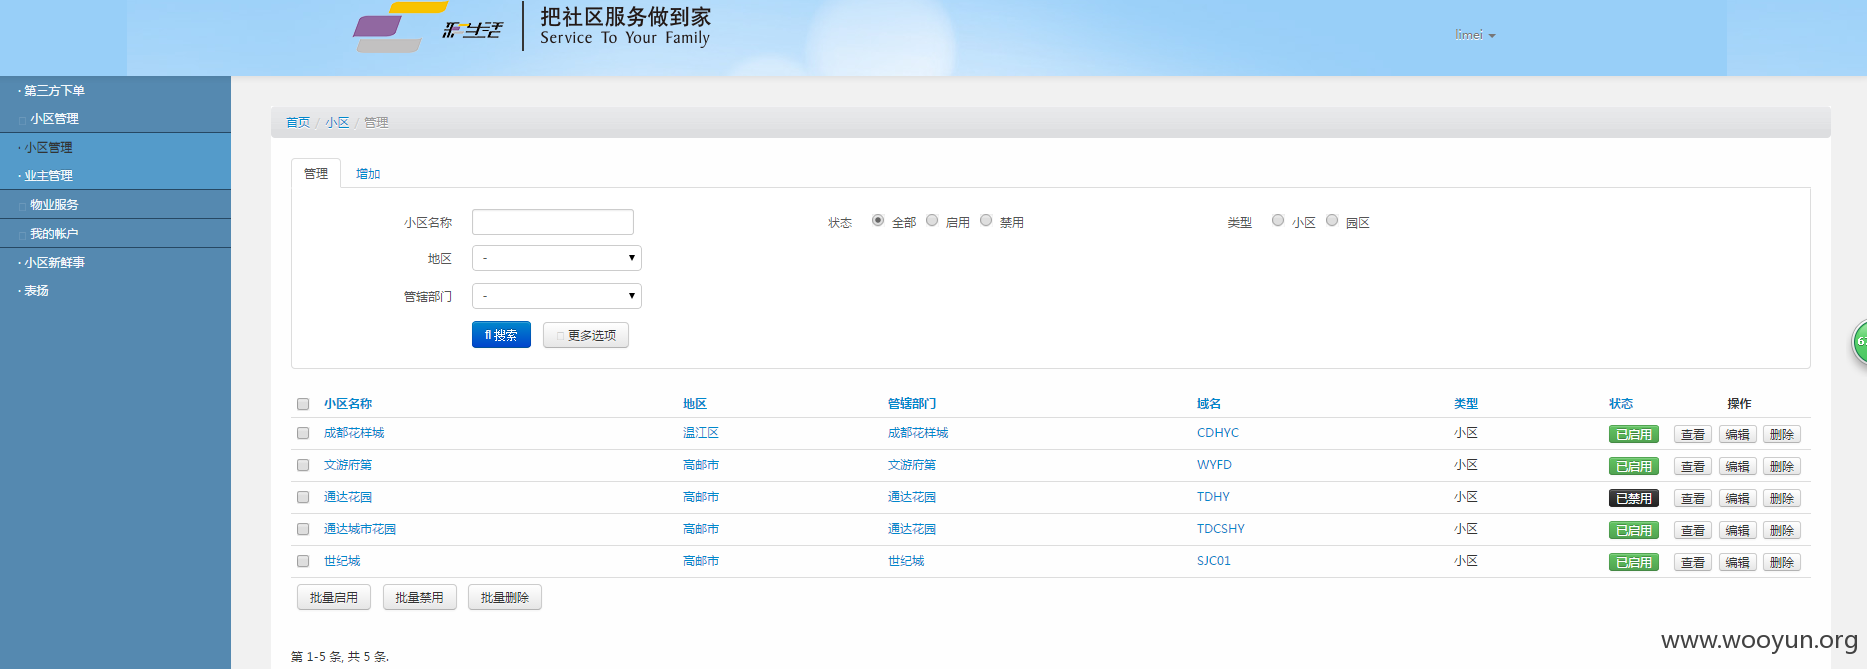 彩生活
把社区服务做到家
Service To Your Family
limei
· 第三方下单
小区管理
· 小区管理
· 业主管理
物业服务
我的帐户
· 小区新鲜事
· 表扬
首页 / 小区 / 管理
管理 增加
小区名称 状态 全部 启用 禁用 类型 小区 园区
地区 -
管辖部门 -
搜索 更多选项
小区名称 地区 管辖部门 域名 类型 状态 操作
成都花样城 温江区 成都花样城 CDHYC 小区 已启用 查看 编辑 删除
文游府第 高邮市 文游府第 WYFD 小区 已启用 查看 编辑 删除
通达花园 高邮市 通达花园 TDHY 小区 已禁用 查看 编辑 删除
通达城市花园 高邮市 通达花园 TDCSHY 小区 已启用 查看 编辑 删除
世纪城 高邮市 世纪城 SJC01 小区 已启用 查看 编辑 删除
批量启用 批量禁用 批量删除
第 1-5 条, 共 5 条.
www.wooyun.org